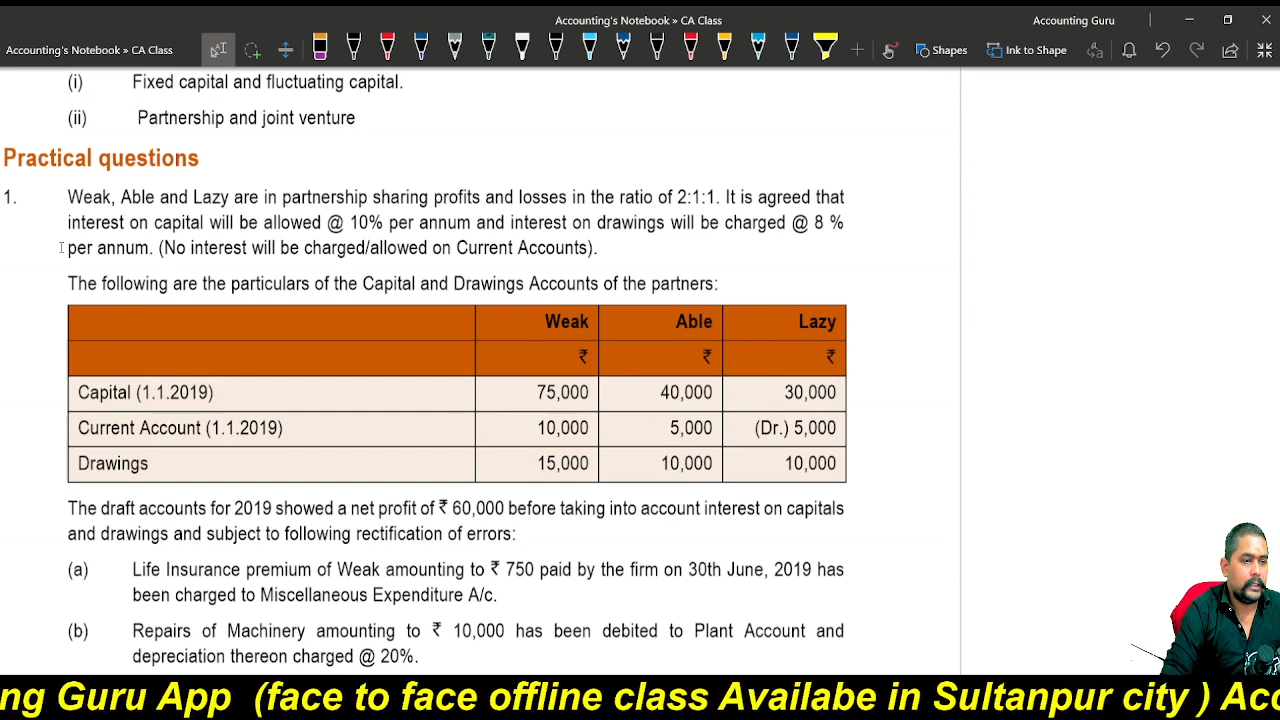 Accounting's Notebook » CA Class
Accounting Guru
Accounting's Notebook » CA Class
Shapes
Ink to Shape
(i) Fixed capital and fluctuating capital.
(ii) Partnership and joint venture
Practical questions
1. Weak, Able and Lazy are in partnership sharing profits and losses in the ratio of 2:1:1. It is agreed that
interest on capital will be allowed @ 10% per annum and interest on drawings will be charged @ 8 %
per annum. (No interest will be charged/allowed on Current Accounts).
The following are the particulars of the Capital and Drawings Accounts of the partners:
Weak Able Lazy
₹ ₹ ₹
Capital (1.1.2019) 75,000 40,000 30,000
Current Account (1.1.2019) 10,000 5,000 (Dr.) 5,000
Drawings 15,000 10,000 10,000
The draft accounts for 2019 showed a net profit of ₹ 60,000 before taking into account interest on capitals
and drawings and subject to following rectification of errors:
(a) Life Insurance premium of Weak amounting to ₹ 750 paid by the firm on 30th June, 2019 has
been charged to Miscellaneous Expenditure A/c.
(b) Repairs of Machinery amounting to ₹ 10,000 has been debited to Plant Account and
depreciation thereon charged @ 20%.
ng Guru App (face to face offline class Availabe in Sultanpur city ) Acc